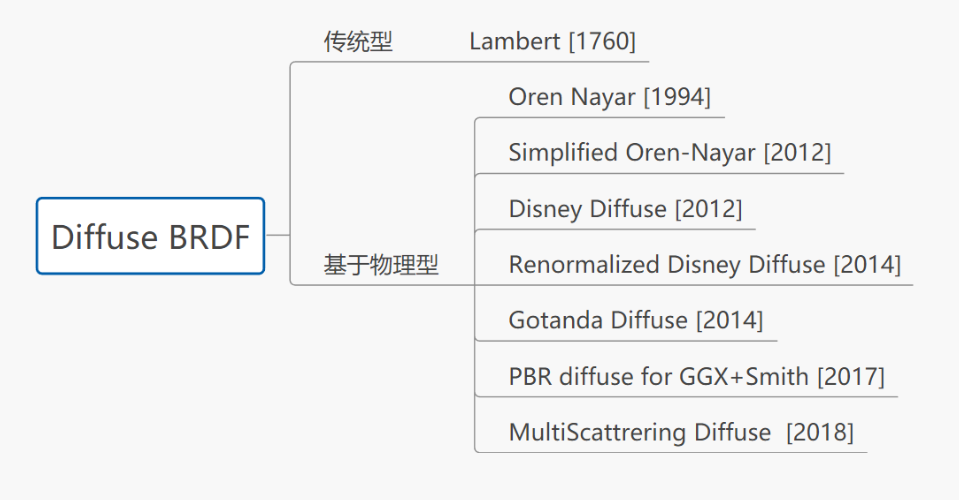 传统型 Lambert [1760]
Oren Nayar [1994]
Simplified Oren-Nayar [2012]
Disney Diffuse [2012]
Diffuse BRDF
基于物理型 Renormalized Disney Diffuse [2014]
Gotanda Diffuse [2014]
PBR diffuse for GGX+Smith [2017]
MultiScattrering Diffuse [2018]